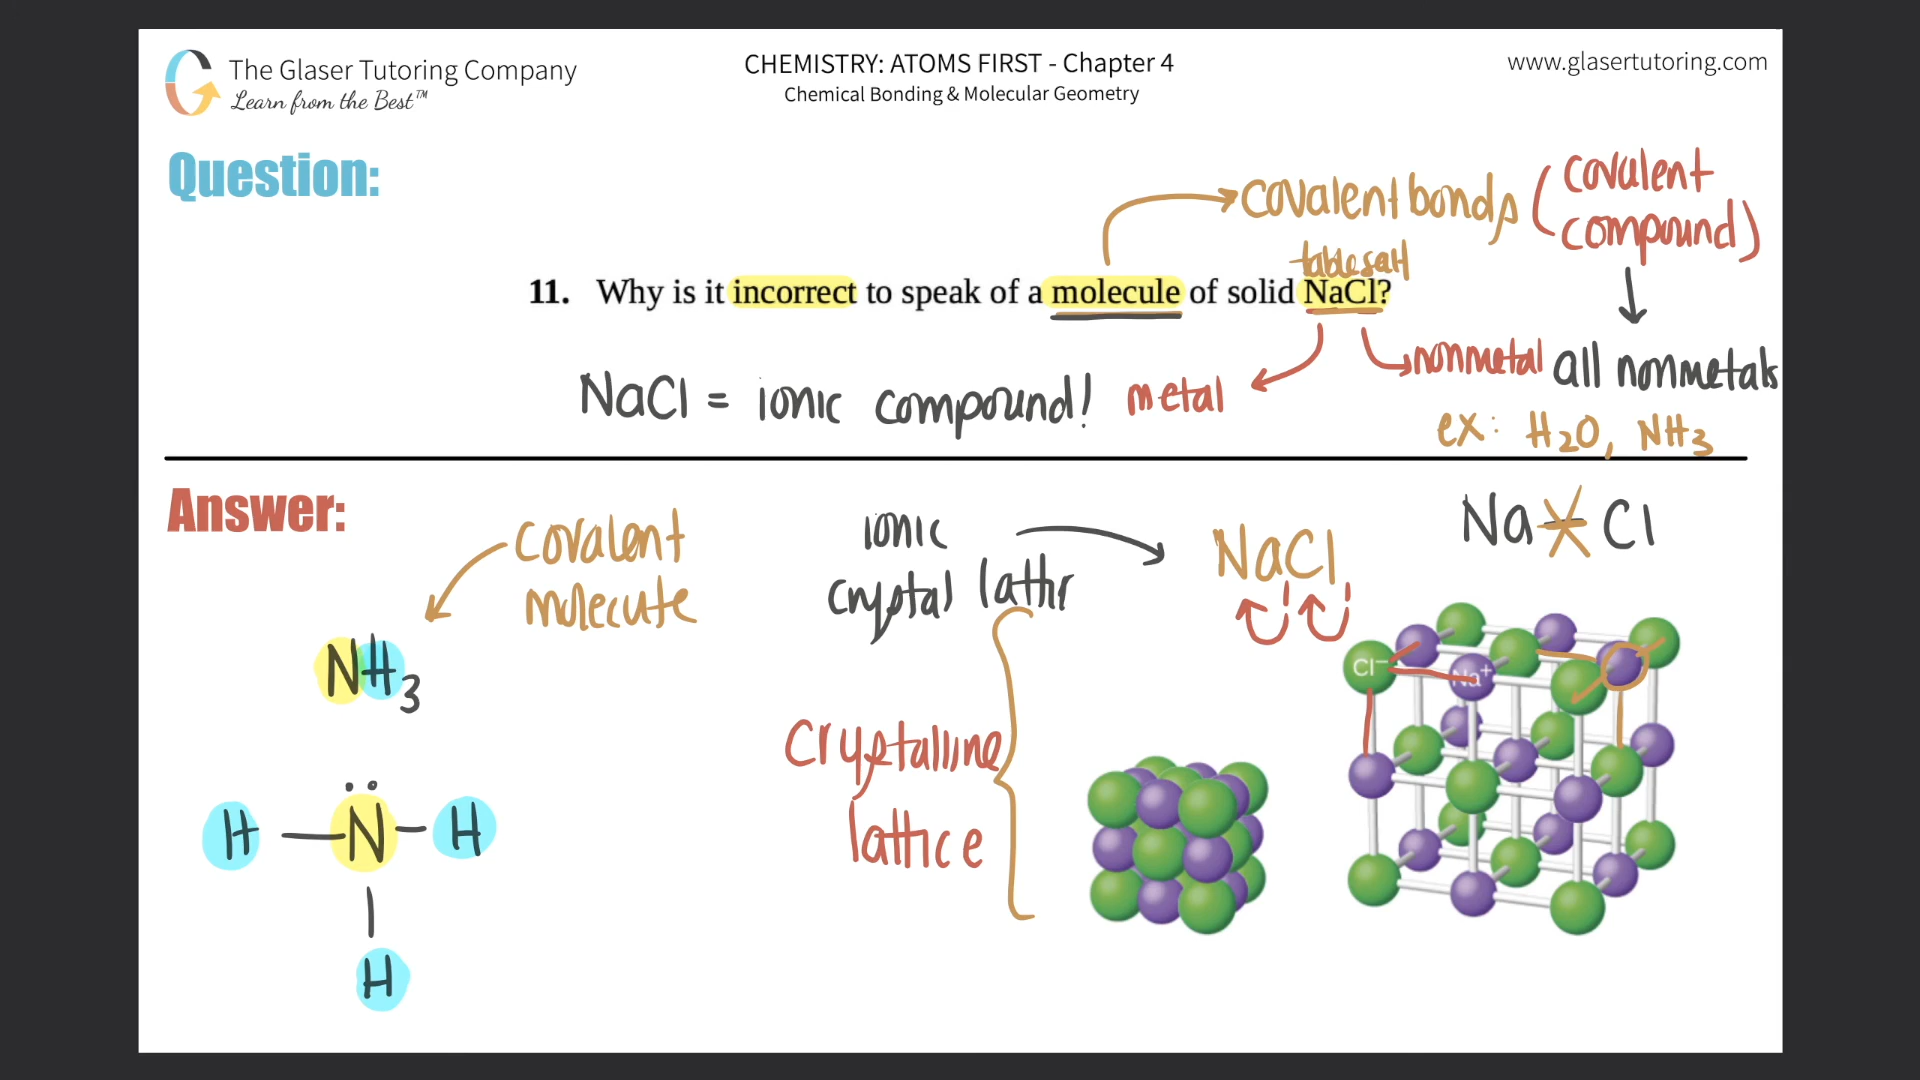 The Glaser Tutoring Company
Learn from the Best™
CHEMISTRY: ATOMS FIRST - Chapter 4
Chemical Bonding & Molecular Geometry
www.glasertutoring.com
Question:
covalent bonds
(covalent
compound)
table salt
11. Why is it incorrect to speak of a molecule of solid NaCl?
NaCl = ionic compound!
metal
nonmetal
all nonmetals
ex: H₂O, NH₃
Answer:
covalent
molecule
NH₃
H — N — H
H
ionic
crystal
crystalline
lattice
NaCl
Na Cl
Cl⁻
Na⁺